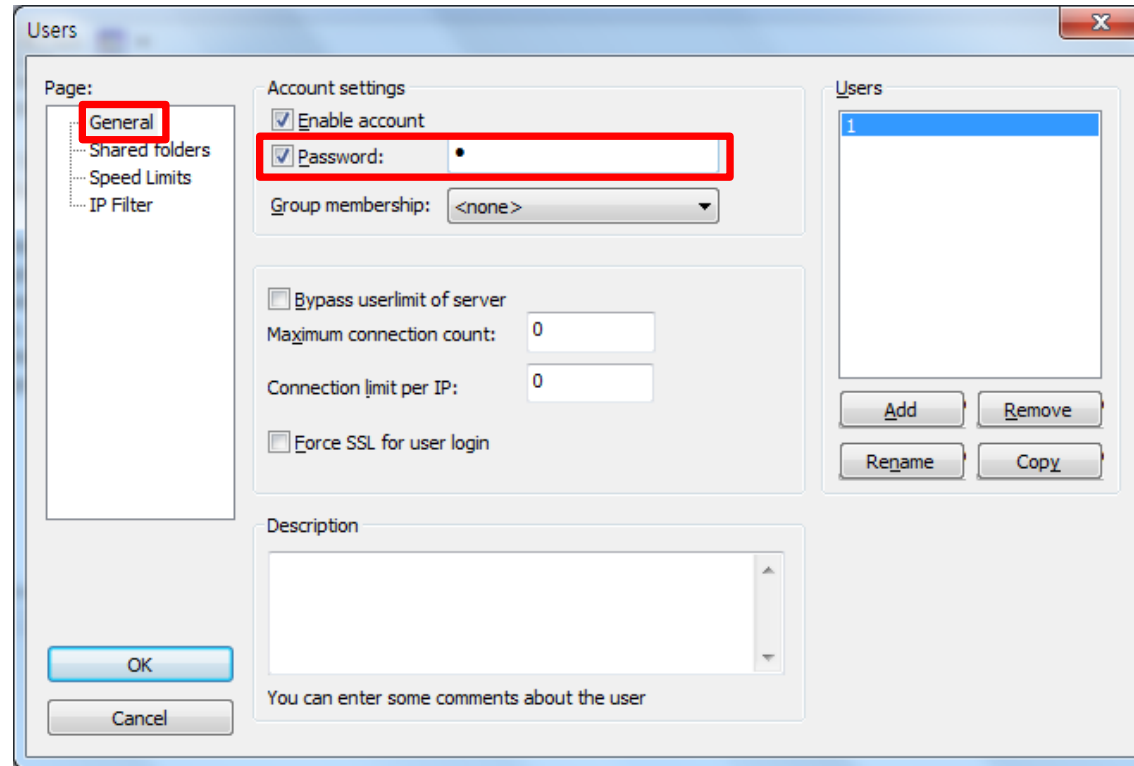 Users
Page:
General
Shared folders
Speed Limits
IP Filter
OK
Cancel
Account settings
Enable account
Password: •
Group membership: <none>
Bypass userlimit of server
Maximum connection count: 0
Connection limit per IP: 0
Force SSL for user login
Description
You can enter some comments about the user
Users
1
Add Remove
Rename Copy